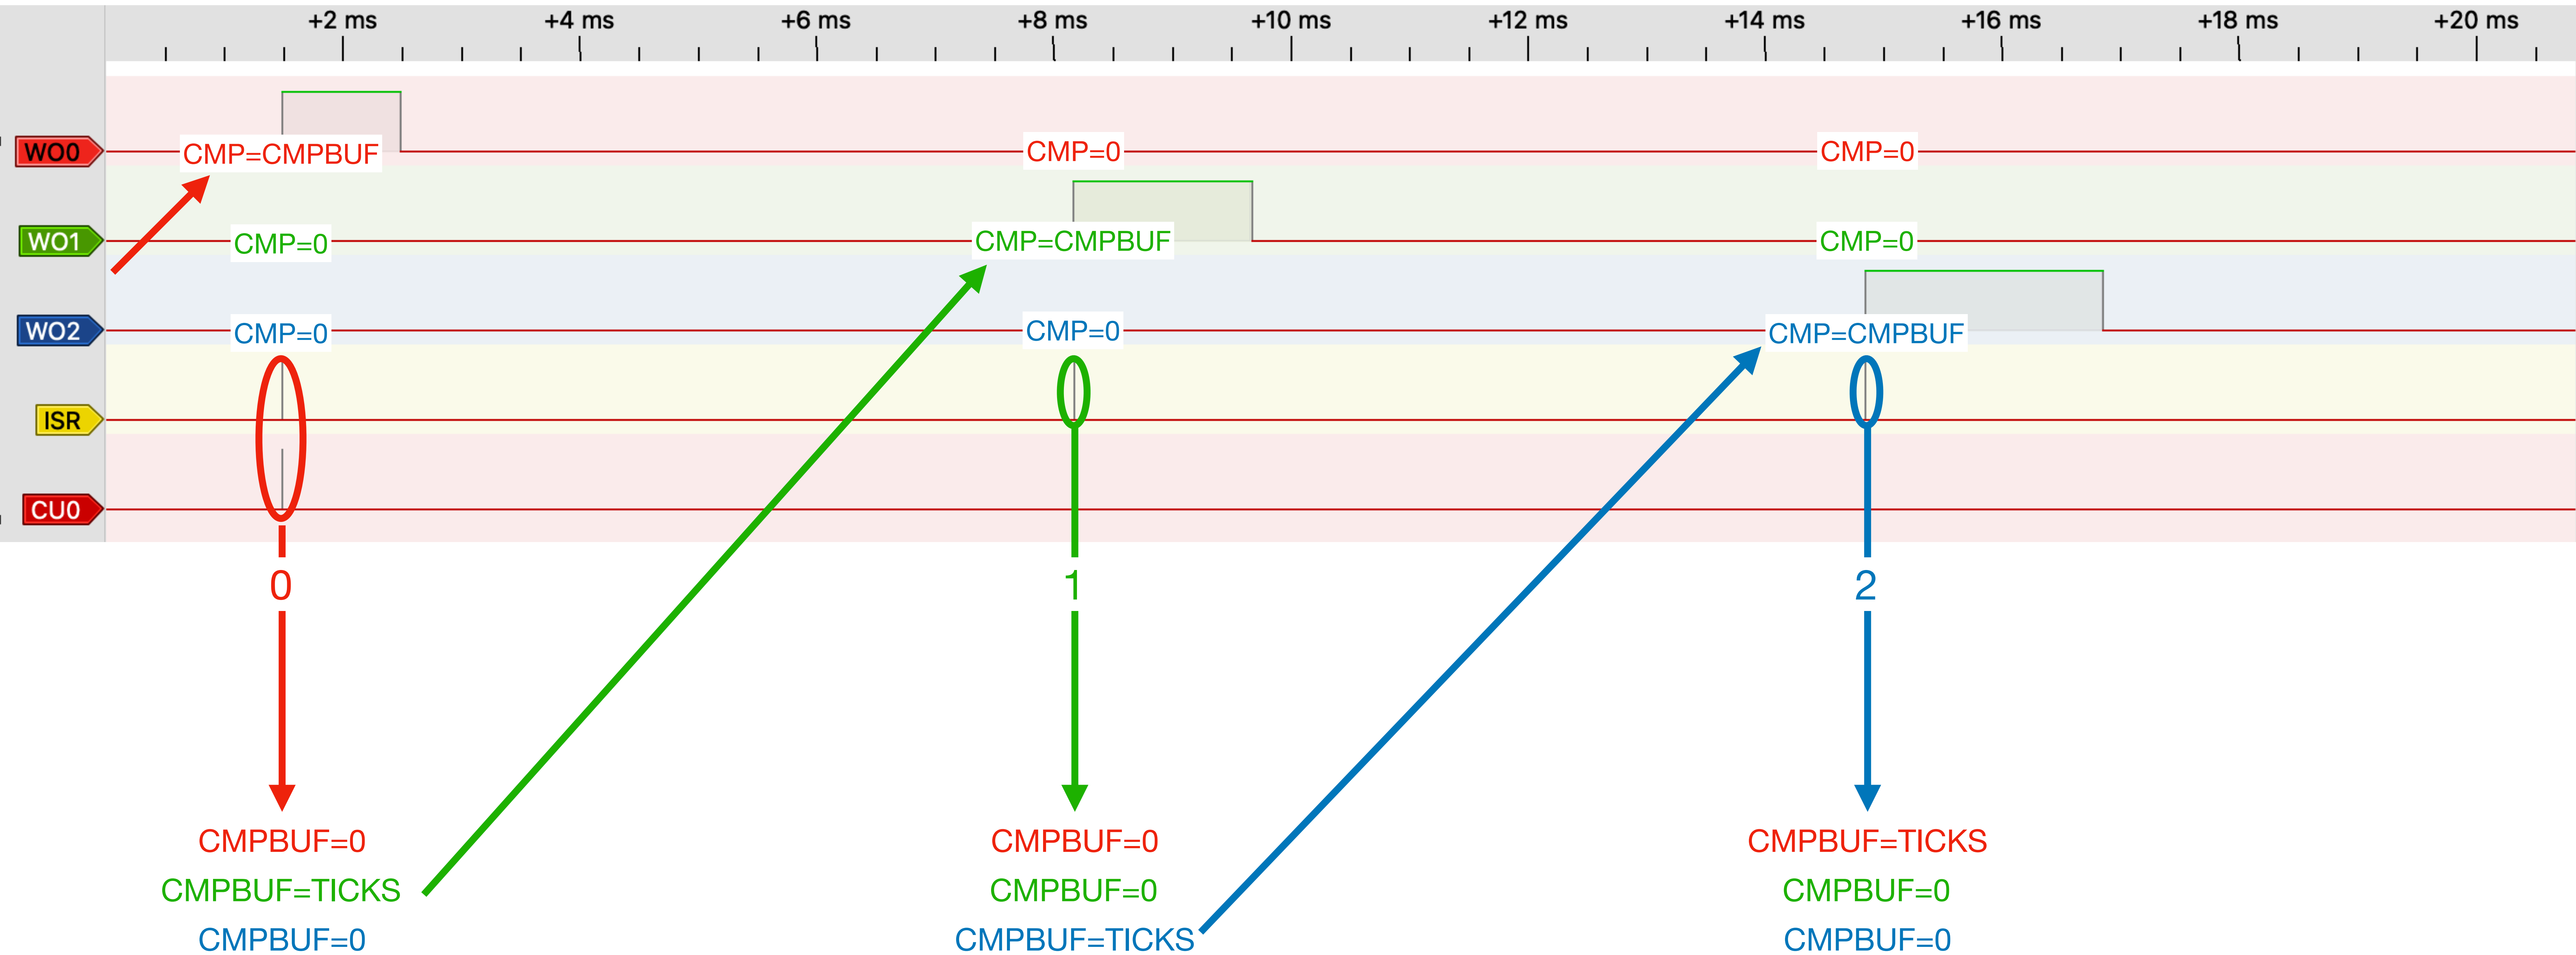 +2 ms +4 ms +6 ms +8 ms +10 ms +12 ms +14 ms +16 ms +18 ms +20 ms
WO0 CMP=CMPBUF CMP=0 CMP=0
WO1 CMP=0 CMP=CMPBUF CMP=0
WO2 CMP=0 CMP=0 CMP=CMPBUF
ISR
CU0
0 1 2
CMPBUF=0 CMPBUF=0 CMPBUF=TICKS
CMPBUF=TICKS CMPBUF=0 CMPBUF=0
CMPBUF=0 CMPBUF=TICKS CMPBUF=0